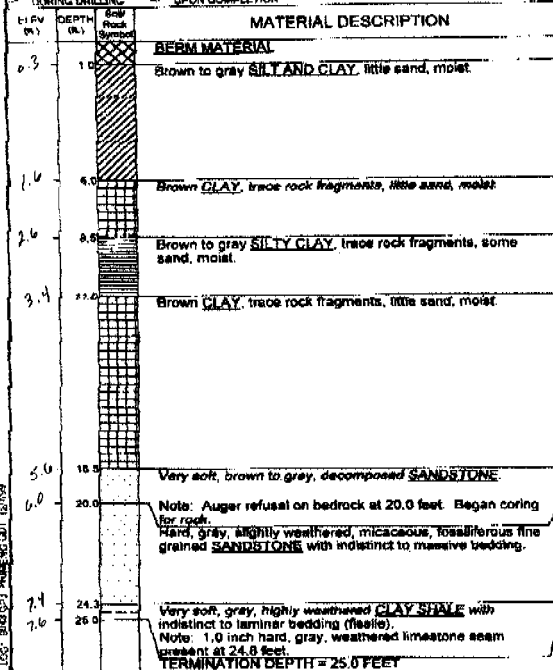 DURING DRILLING UPON COMPLETION
ELEV DEPTH Soil/ MATERIAL DESCRIPTION
(ft.) (ft.) Rock
Symbol
BERM MATERIAL
0.3 1.0 Brown to gray SILT AND CLAY, little sand, moist.
1.6 6.0 Brown CLAY, trace rock fragments, little sand, moist.
2.6 8.5 Brown to gray SILTY CLAY, trace rock fragments, some
sand, moist.
3.4 11.0 Brown CLAY, trace rock fragments, little sand, moist.
5.6 18.5 Very soft, brown to gray, decomposed SANDSTONE.
6.0 20.0 Note: Auger refusal on bedrock at 20.0 feet. Began coring
for rock.
Hard, gray, slightly weathered, micaceous, fossiliferous fine
grained SANDSTONE with indistinct to massive bedding.
7.4 24.3 Very soft, gray, highly weathered CLAY SHALE with
7.6 25.0 indistinct to laminar bedding (fissile).
Note: 1.0 inch hard, gray, weathered limestone seam
present at 24.8 feet.
TERMINATION DEPTH = 25.0 FEET